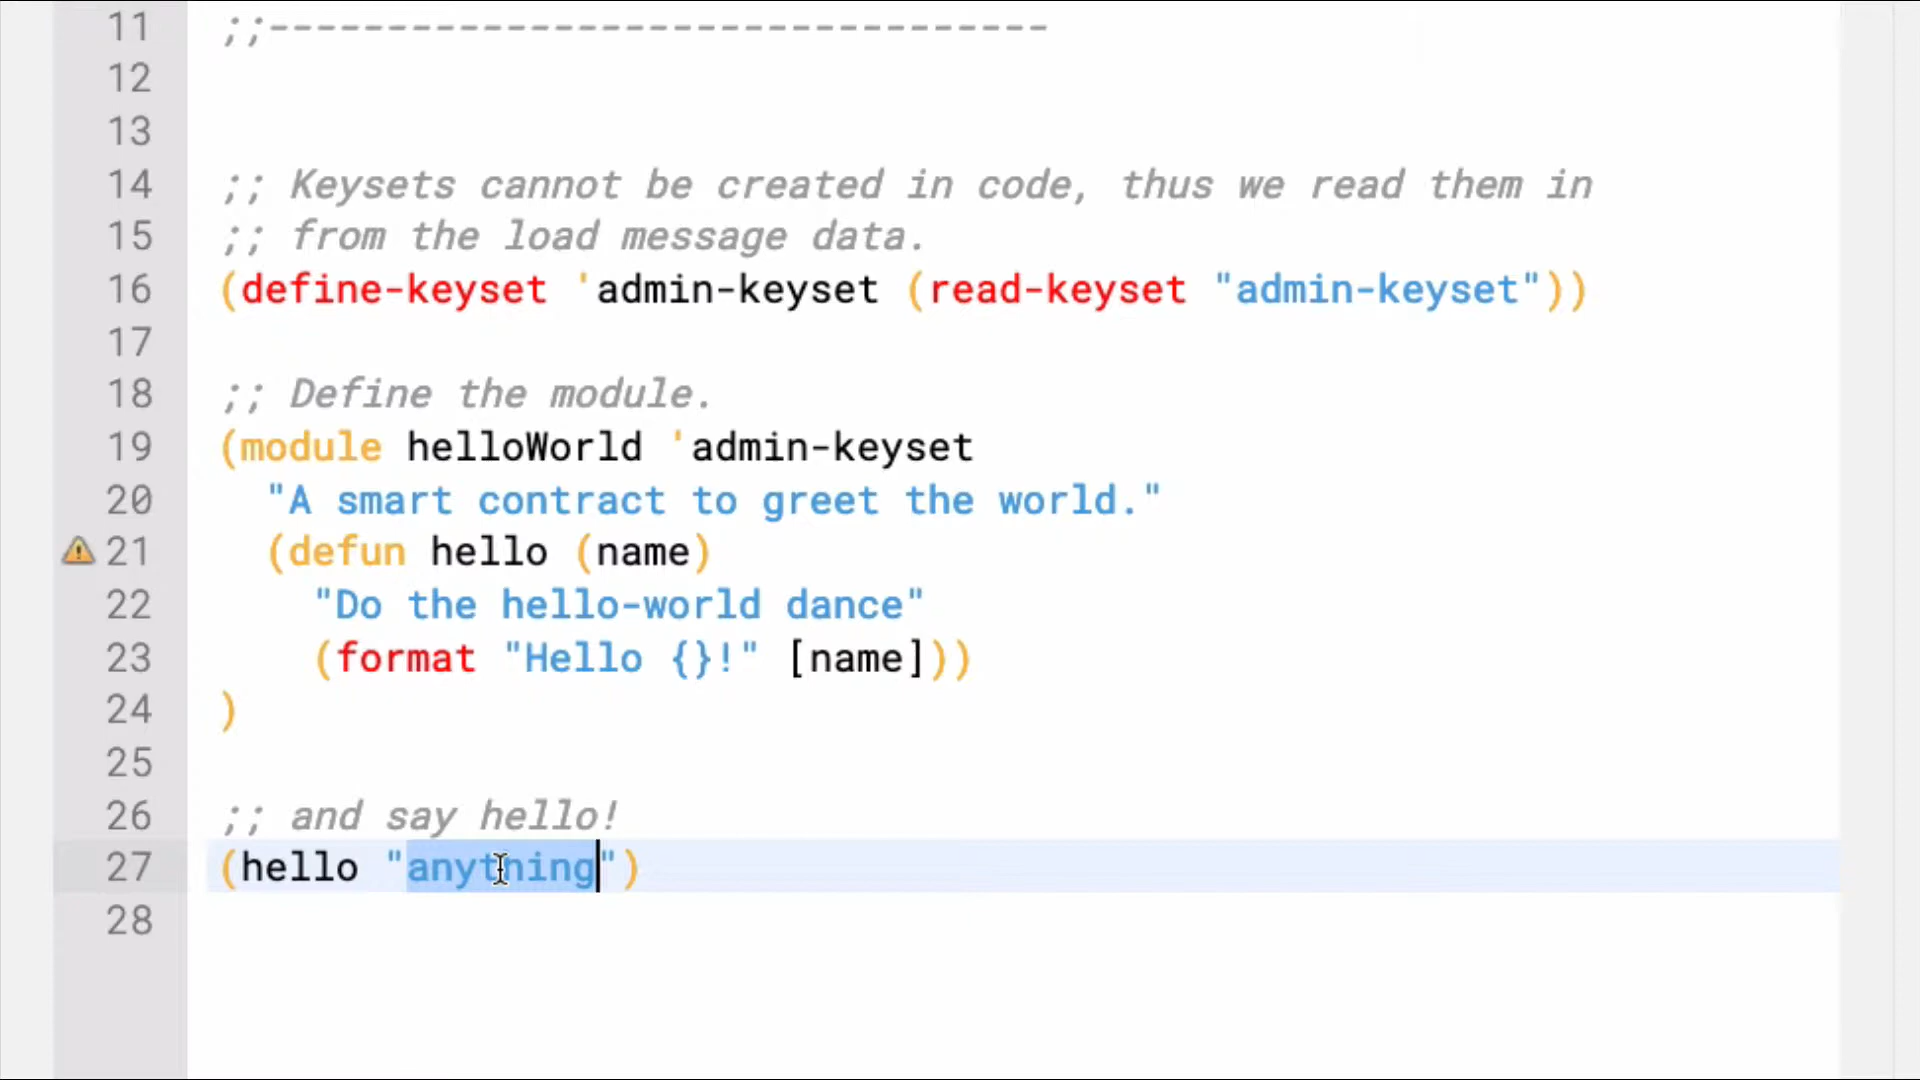 11 ;;---------------------------------
12
13
14 ;; Keysets cannot be created in code, thus we read them in
15 ;; from the load message data.
16 (define-keyset 'admin-keyset (read-keyset "admin-keyset"))
17
18 ;; Define the module.
19 (module helloWorld 'admin-keyset
20 "A smart contract to greet the world."
21 (defun hello (name)
22 "Do the hello-world dance"
23 (format "Hello {}!" [name]))
24 )
25
26 ;; and say hello!
27 (hello "anything")
28